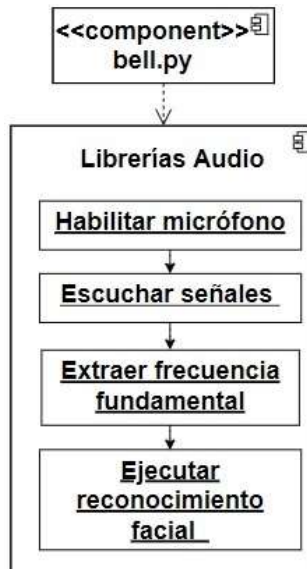 <<component>>
bell.py
Librerías Audio
Habilitar micrófono
Escuchar señales
Extraer frecuencia
fundamental
Ejecutar
reconocimiento
facial